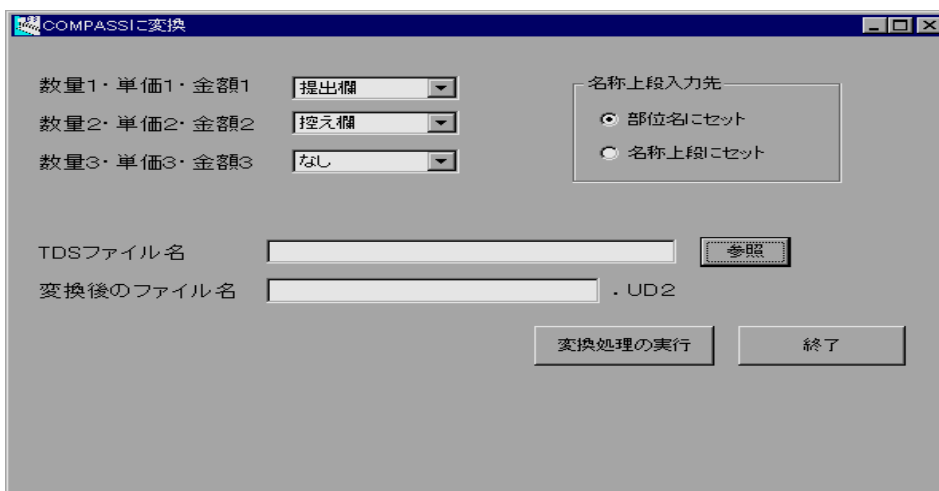 COMPASSに変換
数量1・単価1・金額1 提出欄
数量2・単価2・金額2 控え欄
数量3・単価3・金額3 なし
名称上段入力先
部位名にセット
名称上段にセット
TDSファイル名 参照
変換後のファイル名 .UD2
変換処理の実行 終了